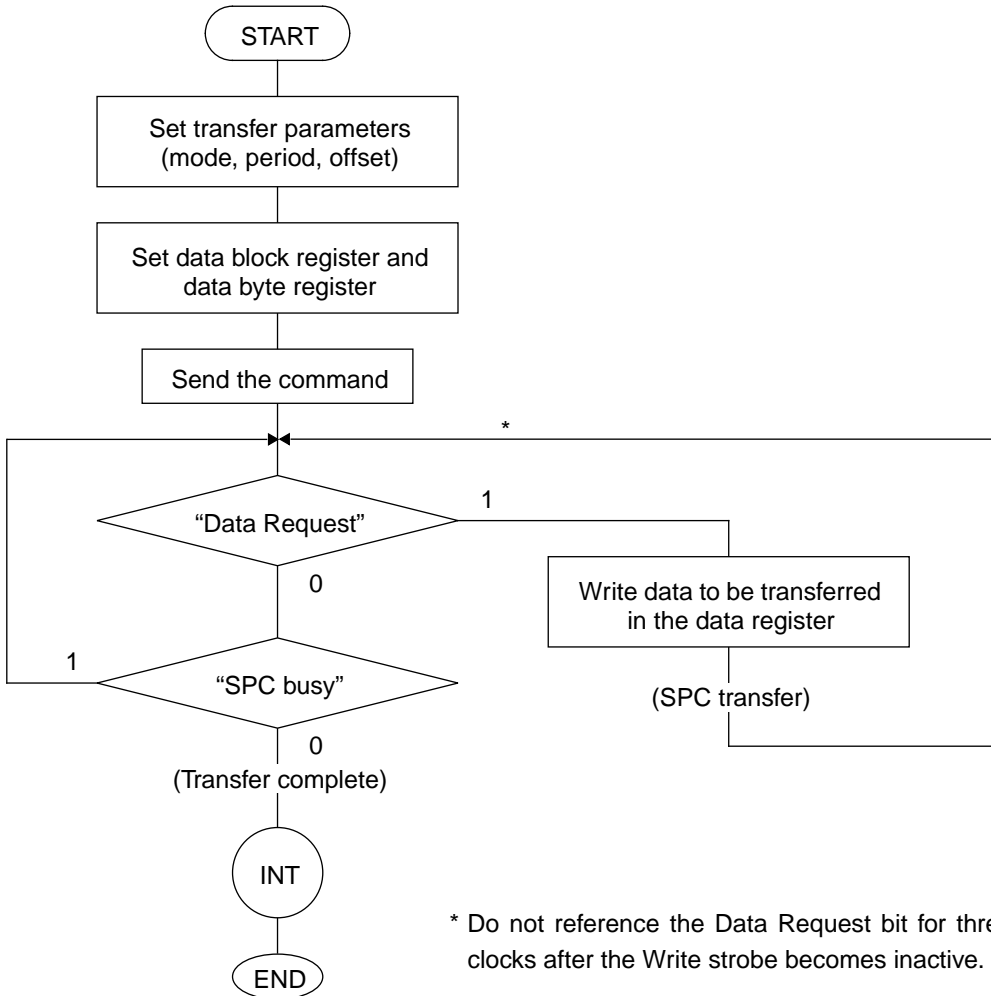 START
Set transfer parameters
(mode, period, offset)
Set data block register and
data byte register
Send the command
*
“Data Request”
1
0
Write data to be transferred
in the data register
1
“SPC busy”
(SPC transfer)
0
(Transfer complete)
INT
* Do not reference the Data Request bit for
clocks after the Write strobe becomes inactive.
END